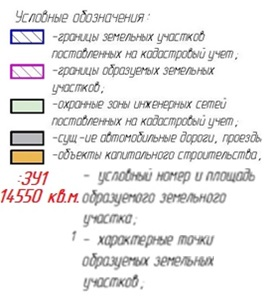 Условные обозначения:
-границы земельных участков
поставленных на кадастровый учет;
-границы образуемых земельных
участков;
-охранные зоны инженерных сетей
поставленных на кадастровый учет;
-сущ-ие автомобильные дороги, проезды
-объекты капитального строительства,
:ЗУ1 - условный номер и площадь
14550 кв.м. образуемого земельного
участка;
1 - характерные точки
образуемых земельных
участков;